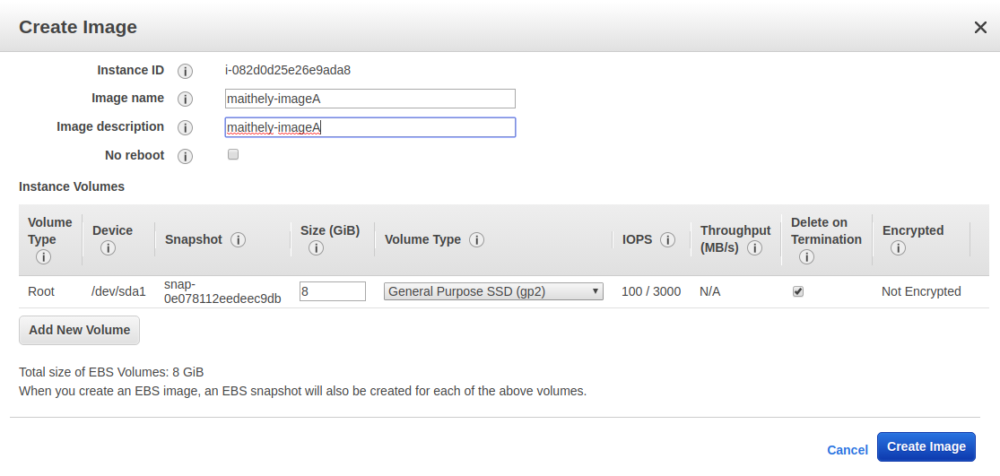 Create Image
Instance ID i-082d0d25e26e9ada8
Image name maithely-imageA
Image description maithely-imageA
No reboot
Instance Volumes
Volume Type Device Snapshot Size (GiB) Volume Type IOPS Throughput (MB/s) Delete on Termination Encrypted
Root /dev/sda1 snap-0e078112eedeec9db 8 General Purpose SSD (gp2) 100 / 3000 N/A Not Encrypted
Add New Volume
Total size of EBS Volumes: 8 GiB
When you create an EBS image, an EBS snapshot will also be created for each of the above volumes.
Cancel Create Image